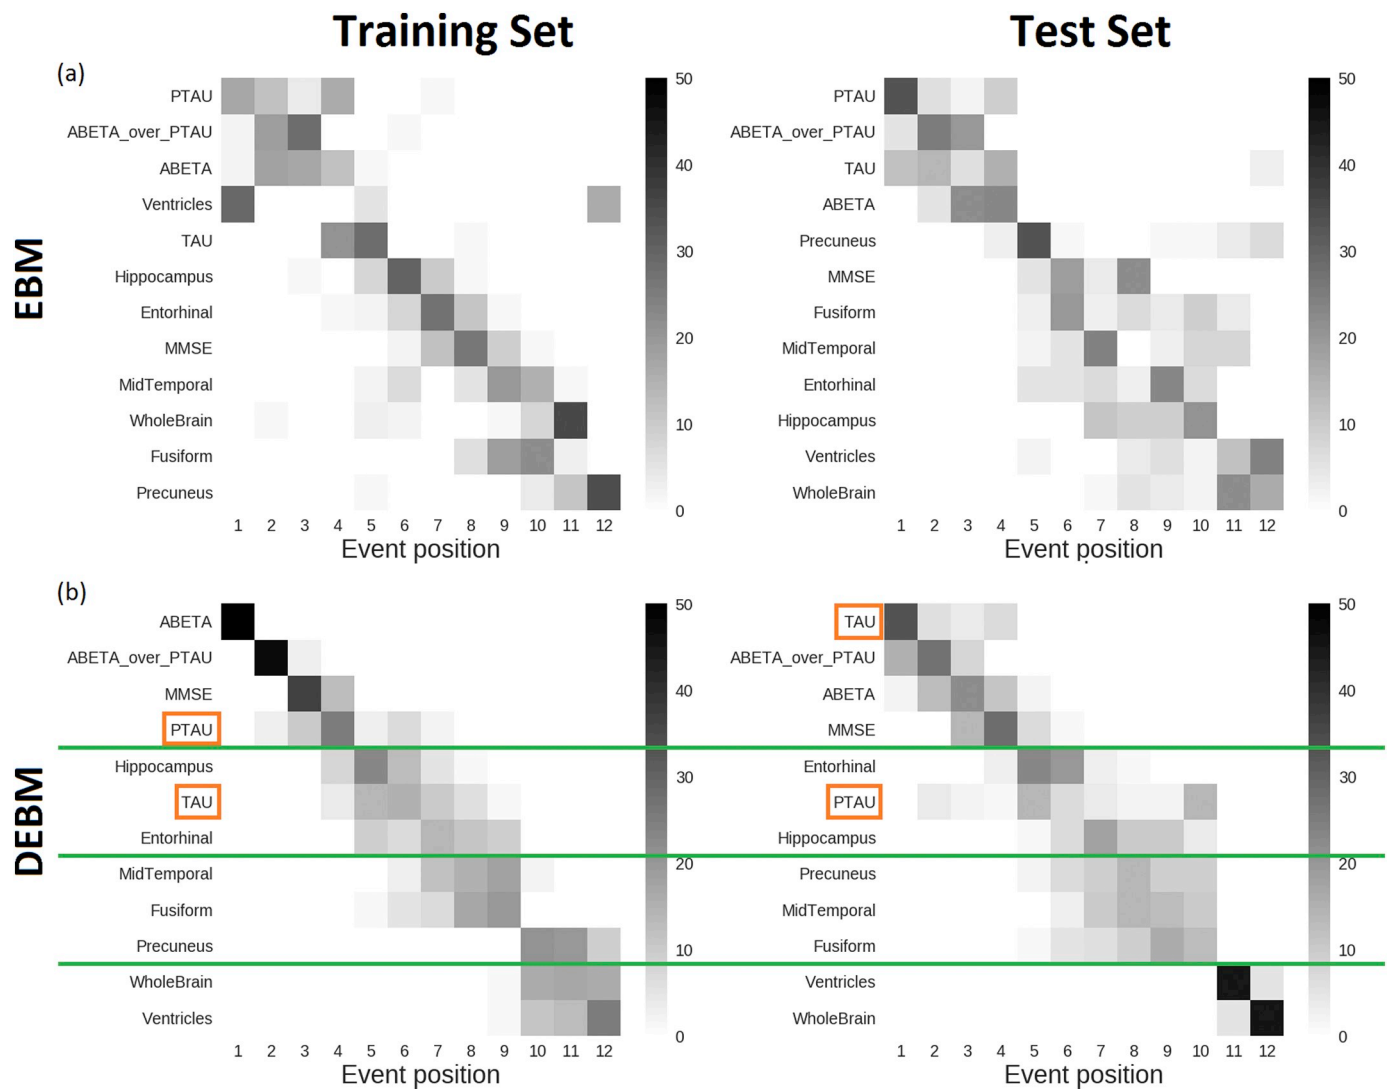 Training Set
Test Set
(a)
EBM
PTAU
ABETA_over_PTAU
ABETA
Ventricles
TAU
Hippocampus
Entorhinal
MMSE
MidTemporal
WholeBrain
Fusiform
Precuneus
1 2 3 4 5 6 7 8 9 10 11 12
Event position
50
40
30
20
10
0
PTAU
ABETA_over_PTAU
TAU
ABETA
Precuneus
MMSE
Fusiform
MidTemporal
Entorhinal
Hippocampus
Ventricles
WholeBrain
1 2 3 4 5 6 7 8 9 10 11 12
Event position
50
40
30
20
10
0
(b)
DEBM
ABETA
ABETA_over_PTAU
MMSE
PTAU
Hippocampus
TAU
Entorhinal
MidTemporal
Fusiform
Precuneus
WholeBrain
Ventricles
1 2 3 4 5 6 7 8 9 10 11 12
Event position
50
40
30
20
10
0
TAU
ABETA_over_PTAU
ABETA
MMSE
Entorhinal
PTAU
Hippocampus
Precuneus
MidTemporal
Fusiform
Ventricles
WholeBrain
1 2 3 4 5 6 7 8 9 10 11 12
Event position
50
40
30
20
10
0